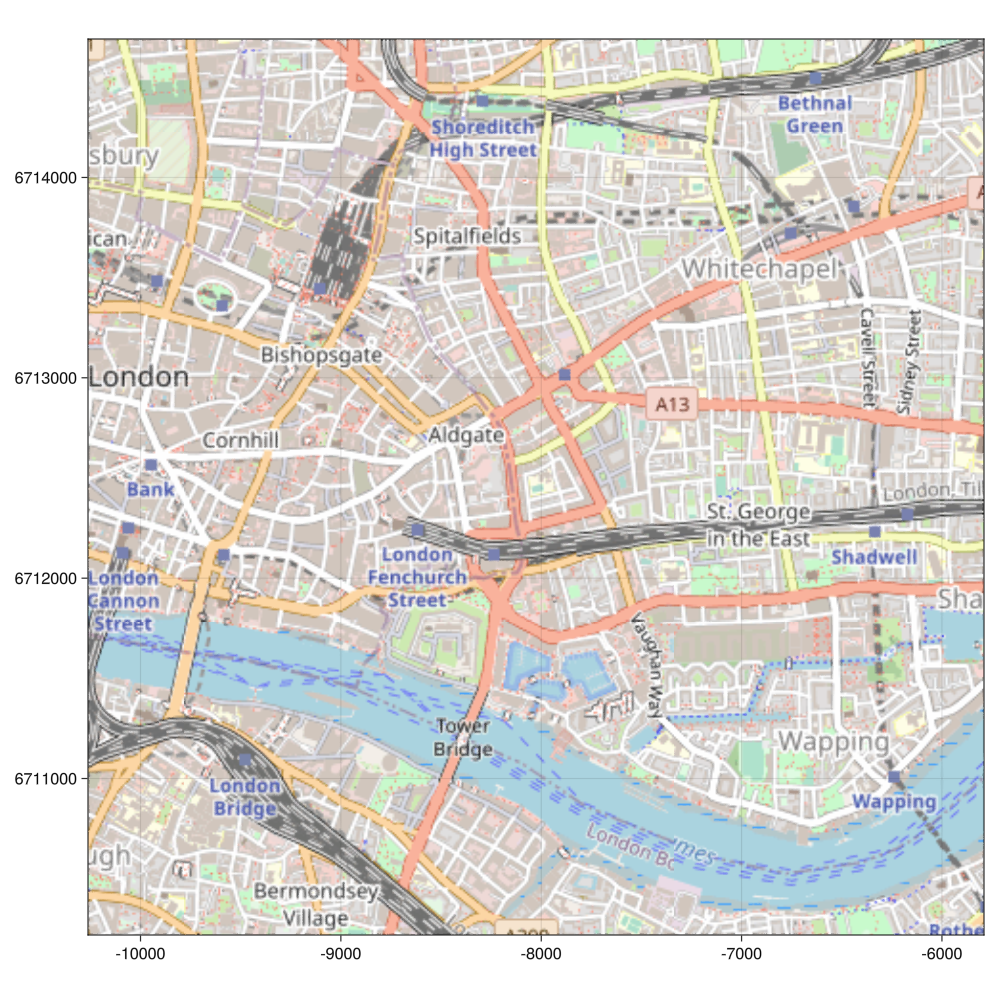 Bethnal
Green
Shoreditch
High Street
sbury
6714000
A
ican
Spitalfields
Whitechapel
Cavell Street
Sidney Street
Bishopsgate
6713000
London
A13
Cornhill
Aldgate
Bank
London, Til
St. George
in the East
London
Fenchurch
Street
Shadwell
6712000
London
Cannon
Street
Sha
Vaughan Way
Tower
Bridge
Wapping
6711000
London
Bridge
Wapping
London Bo
mes
ugh
Bermondsey
Village
Rothe
-10000
-9000
-8000
-7000
-6000